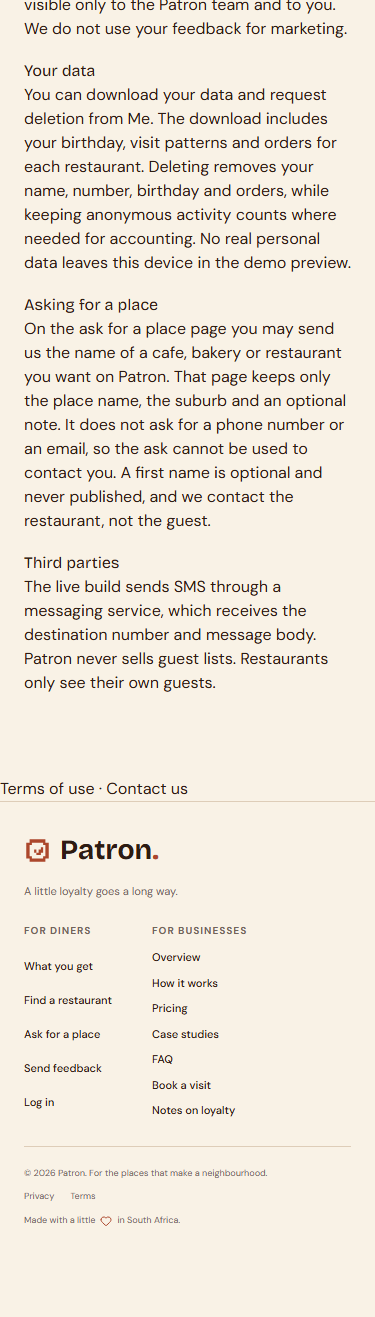 visible only to the Patron team and to you.
We do not use your feedback for marketing.
Your data
You can download your data and request
deletion from Me. The download includes
your birthday, visit patterns and orders for
each restaurant. Deleting removes your
name, number, birthday and orders, while
keeping anonymous activity counts where
needed for accounting. No real personal
data leaves this device in the demo preview.
Asking for a place
On the ask for a place page you may send
us the name of a cafe, bakery or restaurant
you want on Patron. That page keeps only
the place name, the suburb and an optional
note. It does not ask for a phone number or
an email, so the ask cannot be used to
contact you. A first name is optional and
never published, and we contact the
restaurant, not the guest.
Third parties
The live build sends SMS through a
messaging service, which receives the
destination number and message body.
Patron never sells guest lists. Restaurants
only see their own guests.
Terms of use · Contact us
Patron.
A little loyalty goes a long way.
FOR DINERS
What you get
Find a restaurant
Ask for a place
Send feedback
Log in
FOR BUSINESSES
Overview
How it works
Pricing
Case studies
FAQ
Book a visit
Notes on loyalty
© 2026 Patron. For the places that make a neighbourhood.
Privacy Terms
Made with a little ♡ in South Africa.